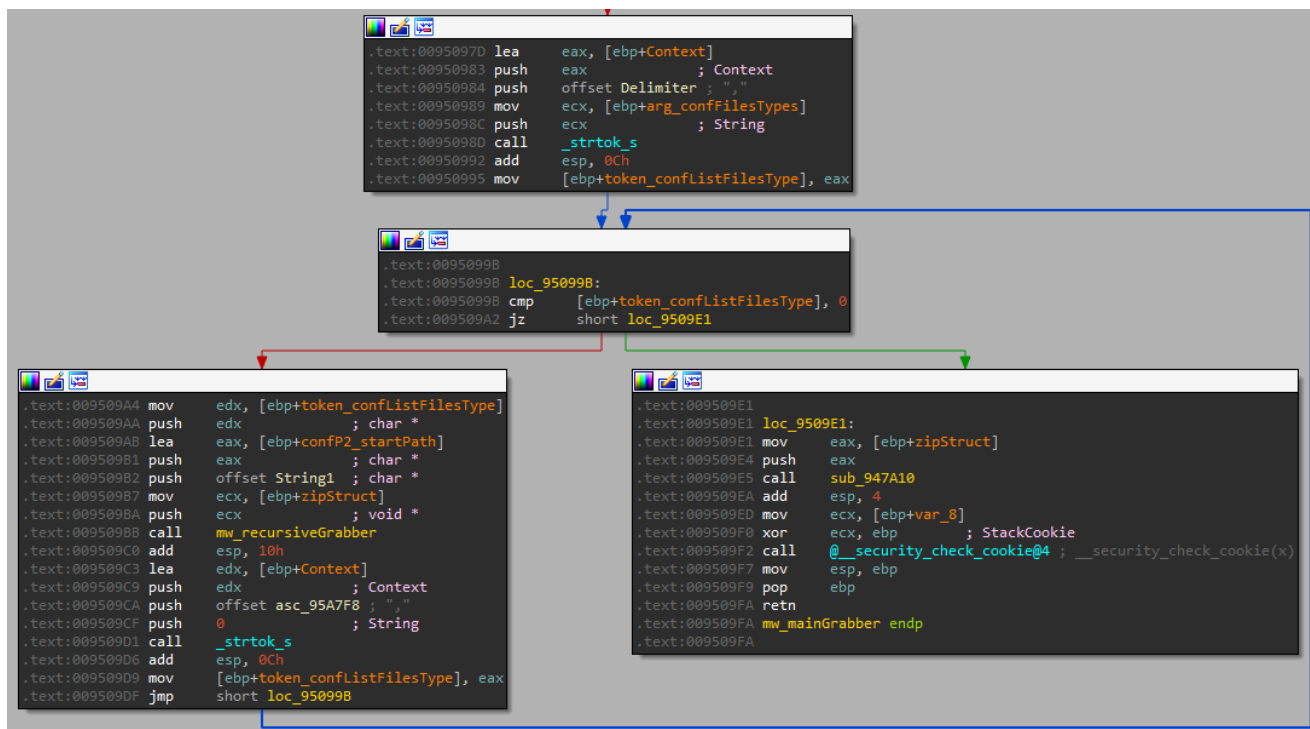 .text:0095097D lea eax, [ebp+Context]
.text:00950983 push eax ; Context
.text:00950984 push offset Delimiter ; ","
.text:00950989 mov ecx, [ebp+arg_confFilesTypes]
.text:0095098C push ecx ; String
.text:0095098D call _strtok_s
.text:00950992 add esp, 0Ch
.text:00950995 mov [ebp+token_confListFilesType], eax
.text:0095099B
.text:0095099B loc_95099B:
.text:0095099B cmp [ebp+token_confListFilesType], 0
.text:009509A2 jz short loc_9509E1
.text:009509A4 mov edx, [ebp+token_confListFilesType]
.text:009509AA push edx ; char *
.text:009509AB lea eax, [ebp+confP2_startPath]
.text:009509B1 push eax ; char *
.text:009509B2 push offset String1 ; char *
.text:009509B7 mov ecx, [ebp+zipStruct]
.text:009509BA push ecx ; void *
.text:009509BB call mw_recursiveGrabber
.text:009509C0 add esp, 10h
.text:009509C3 lea edx, [ebp+Context]
.text:009509C9 push edx ; Context
.text:009509CA push offset asc_95A7F8 ; ","
.text:009509CF push 0 ; String
.text:009509D1 call _strtok_s
.text:009509D6 add esp, 0Ch
.text:009509D9 mov [ebp+token_confListFilesType], eax
.text:009509DF jmp short loc_95099B
.text:009509E1
.text:009509E1 loc_9509E1:
.text:009509E1 mov eax, [ebp+zipStruct]
.text:009509E4 push eax
.text:009509E5 call sub_947A10
.text:009509EA add esp, 4
.text:009509ED mov ecx, [ebp+var_8]
.text:009509F0 xor ecx, ebp ; StackCookie
.text:009509F2 call @__security_check_cookie@4 ; __security_check_cookie(x)
.text:009509F7 mov esp, ebp
.text:009509F9 pop ebp
.text:009509FA retn
.text:009509FA mw_mainGrabber endp
.text:009509FA